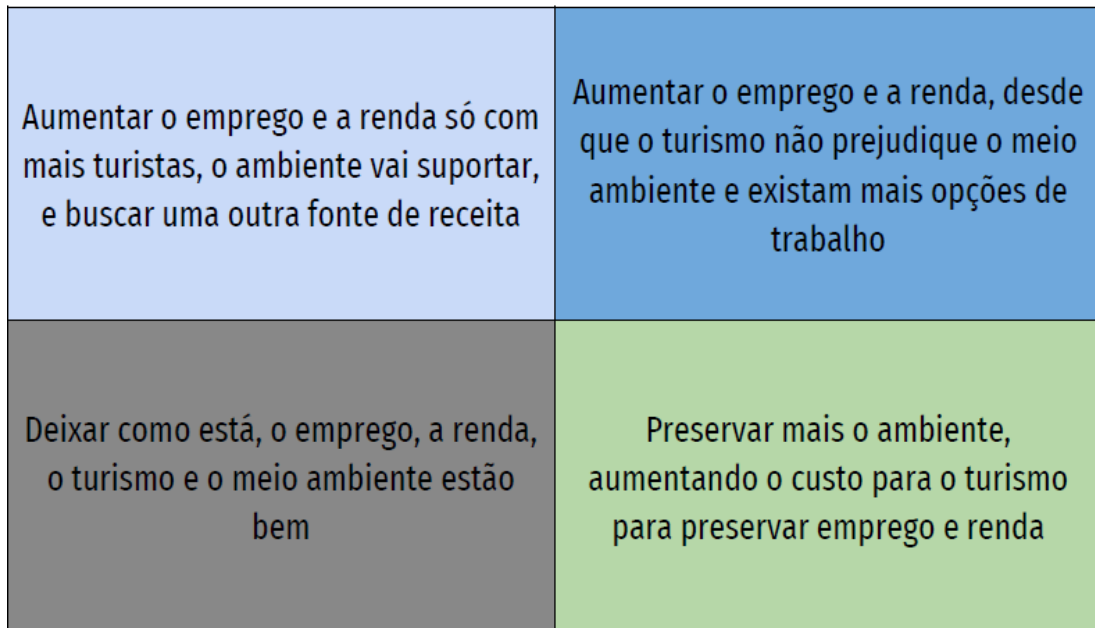 Aumentar o emprego e a renda só com
mais turistas, o ambiente vai suportar,
e buscar uma outra fonte de receita
Aumentar o emprego e a renda, desde
que o turismo não prejudique o meio
ambiente e existam mais opções de
trabalho
Deixar como está, o emprego, a renda,
o turismo e o meio ambiente estão
bem
Preservar mais o ambiente,
aumentando o custo para o turismo
para preservar emprego e renda